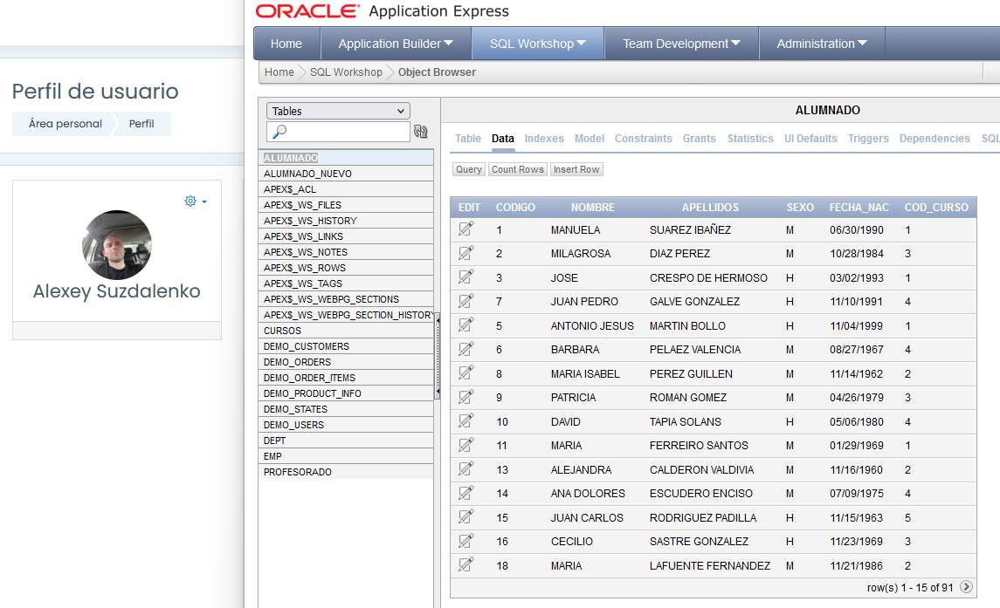 Perfil de usuario
Área personal Perfil
Alexey Suzdalenko
ORACLE Application Express
Home Application Builder SQL Workshop Team Development Administration
Home SQL Workshop Object Browser
Tables
ALUMNADO
ALUMNADO_NUEVO
APEX$_ACL
APEX$_WS_FILES
APEX$_WS_HISTORY
APEX$_WS_LINKS
APEX$_WS_NOTES
APEX$_WS_ROWS
APEX$_WS_TAGS
APEX$_WS_WEBPG_SECTIONS
APEX$_WS_WEBPG_SECTION_HISTORY
CURSOS
DEMO_CUSTOMERS
DEMO_ORDERS
DEMO_ORDER_ITEMS
DEMO_PRODUCT_INFO
DEMO_STATES
DEMO_USERS
DEPT
EMP
PROFESORADO
ALUMNADO
Table Data Indexes Model Constraints Grants Statistics UI Defaults Triggers Dependencies SQL
Query Count Rows Insert Row
EDIT CODIGO NOMBRE APELLIDOS SEXO FECHA_NAC COD_CURSO
1 MANUELA SUAREZ IBAÑEZ M 06/30/1990 1
2 MILAGROSA DIAZ PEREZ M 10/28/1984 3
3 JOSE CRESPO DE HERMOSO H 03/02/1993 1
7 JUAN PEDRO GALVE GONZALEZ H 11/10/1991 4
5 ANTONIO JESUS MARTIN BOLLO H 11/04/1999 1
6 BARBARA PELAEZ VALENCIA M 08/27/1967 4
8 MARIA ISABEL PEREZ GUILLEN M 11/14/1962 2
9 PATRICIA ROMAN GOMEZ M 04/26/1979 3
10 DAVID TAPIA SOLANS H 05/06/1980 4
11 MARIA FERREIRO SANTOS M 01/29/1969 1
13 ALEJANDRA CALDERON VALDIVIA M 11/16/1960 2
14 ANA DOLORES ESCUDERO ENCISO M 07/09/1975 4
15 JUAN CARLOS RODRIGUEZ PADILLA H 11/15/1963 5
16 CECILIO SASTRE GONZALEZ H 11/23/1969 3
18 MARIA LAFUENTE FERNANDEZ M 11/21/1986 2
row(s) 1 - 15 of 91